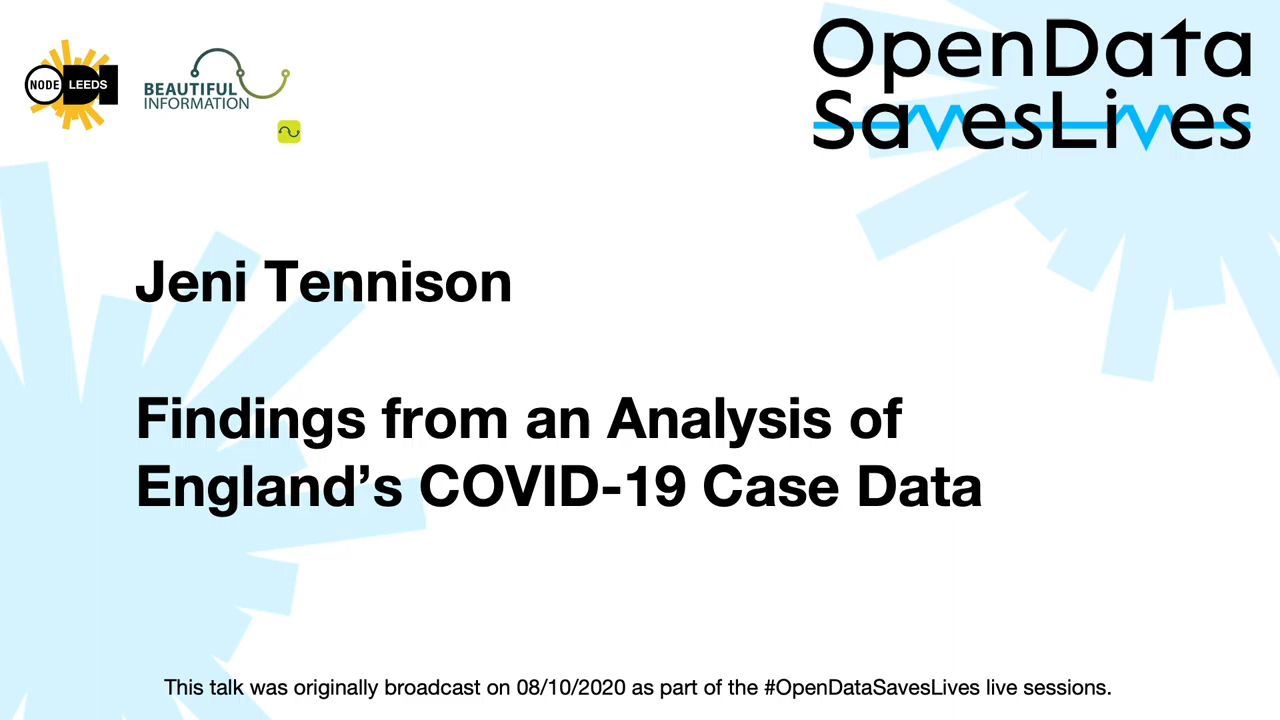 NODE LEEDS
BEAUTIFUL
INFORMATION
OpenData
SavesLives
Jeni Tennison
Findings from an Analysis of
England’s COVID-19 Case Data
This talk was originally broadcast on 08/10/2020 as part of the #OpenDataSavesLives live sessions.